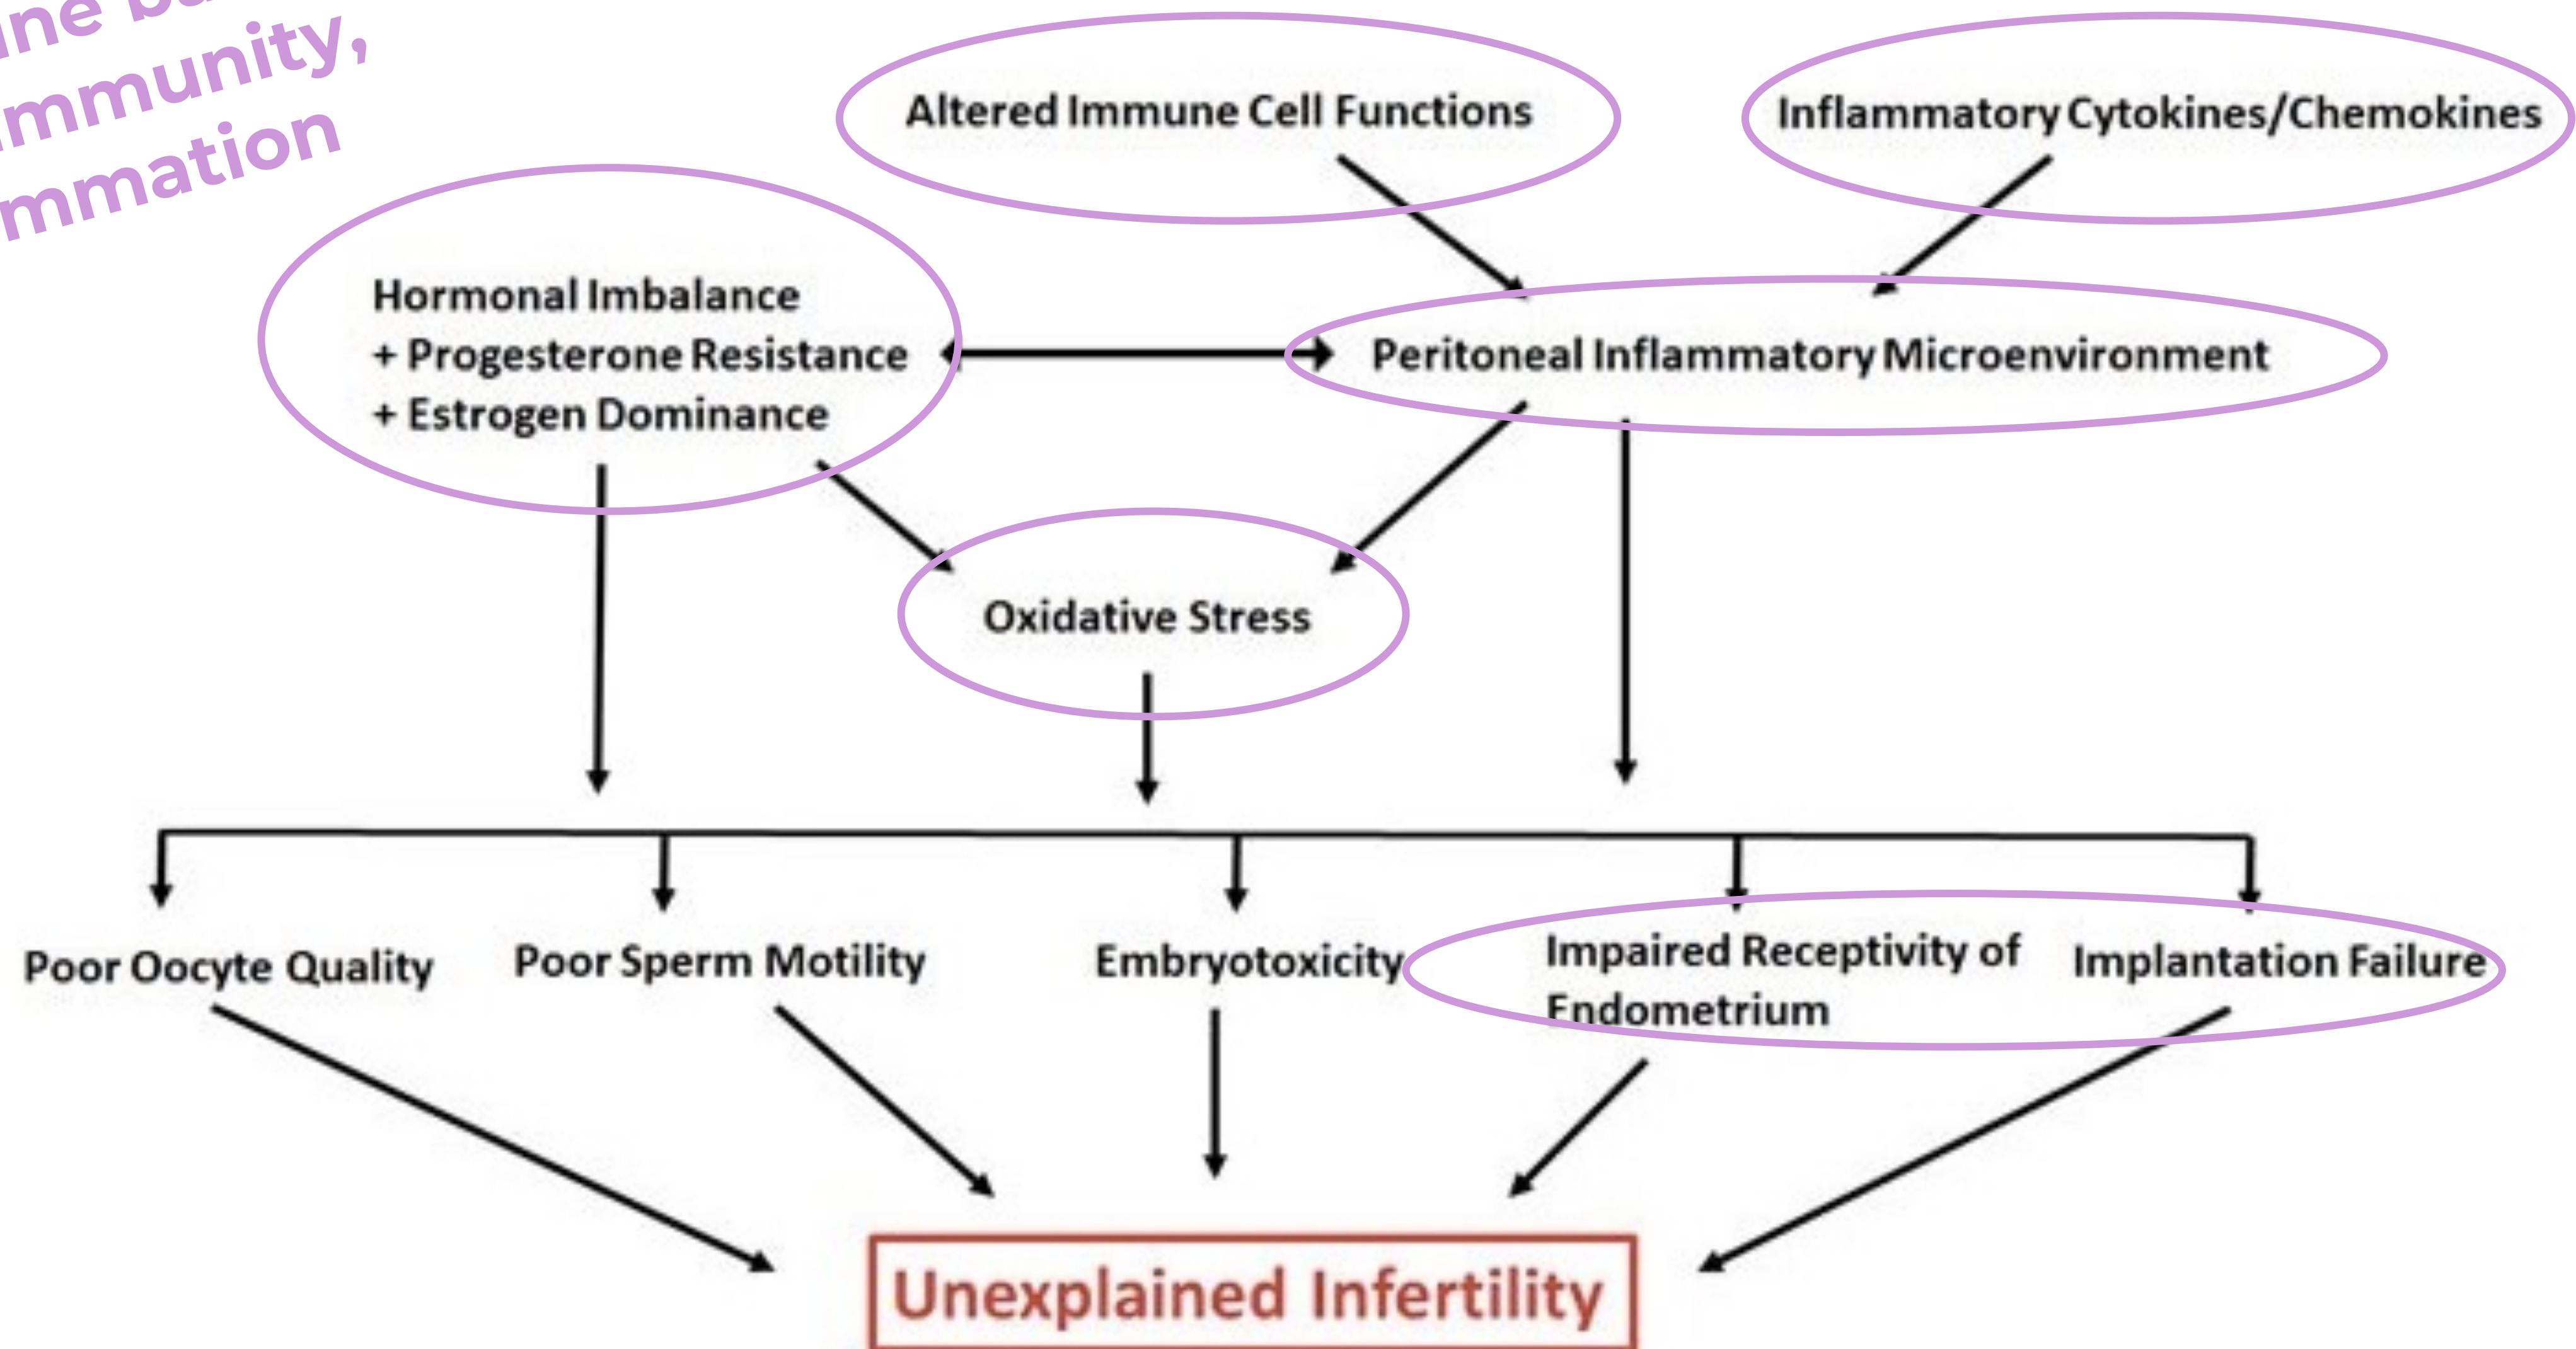 mmunity,
mmation
Altered Immune Cell Functions
Inflammatory Cytokines/Chemokines
Hormonal Imbalance
+ Progesterone Resistance
+ Estrogen Dominance
Peritoneal Inflammatory Microenvironment
Oxidative Stress
Poor Oocyte Quality
Poor Sperm Motility
Embryotoxicity
Impaired Receptivity of
Endometrium
Implantation Failure
Unexplained Infertility